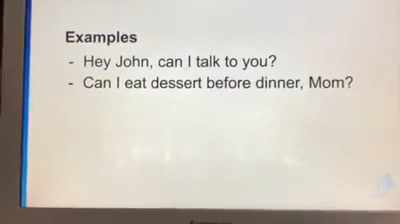 Examples
- Hey John, can I talk to you?
- Can I eat dessert before dinner, Mom?